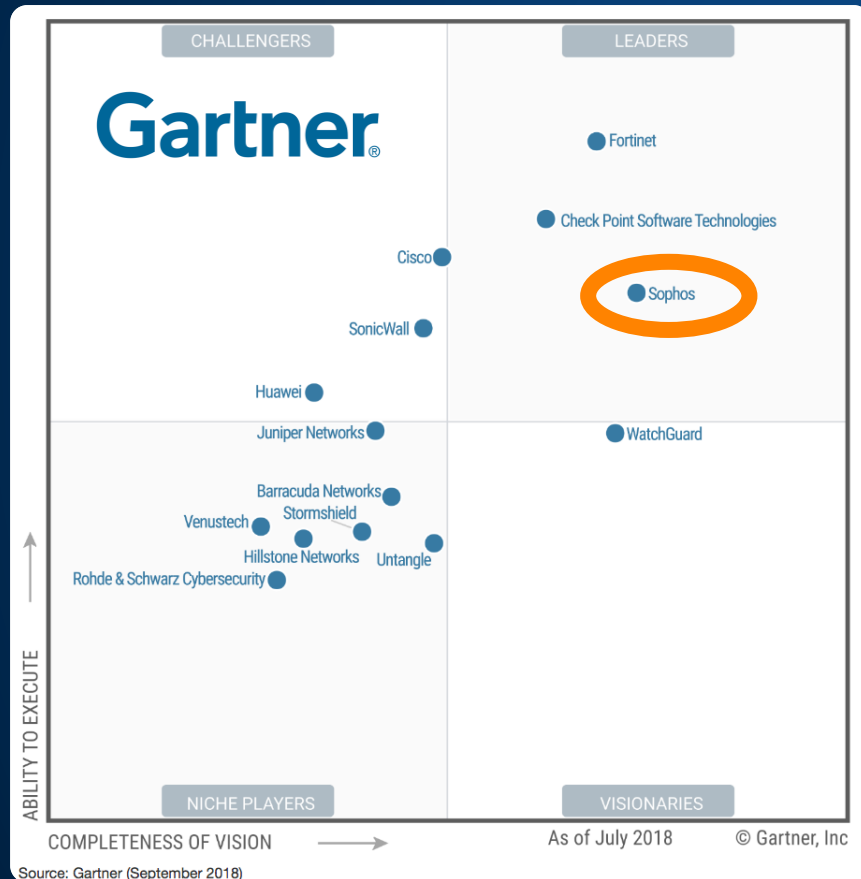 CHALLENGERS
LEADERS
Gartner®
Fortinet
Check Point Software Technologies
Cisco
Sophos
SonicWall
Huawei
Juniper Networks
WatchGuard
Barracuda Networks
Stormshield
Venustech
Hillstone Networks
Untangle
Rohde & Schwarz Cybersecurity
ABILITY TO EXECUTE
NICHE PLAYERS
VISIONARIES
COMPLETENESS OF VISION
As of July 2018
© Gartner, Inc
Source: Gartner (September 2018)